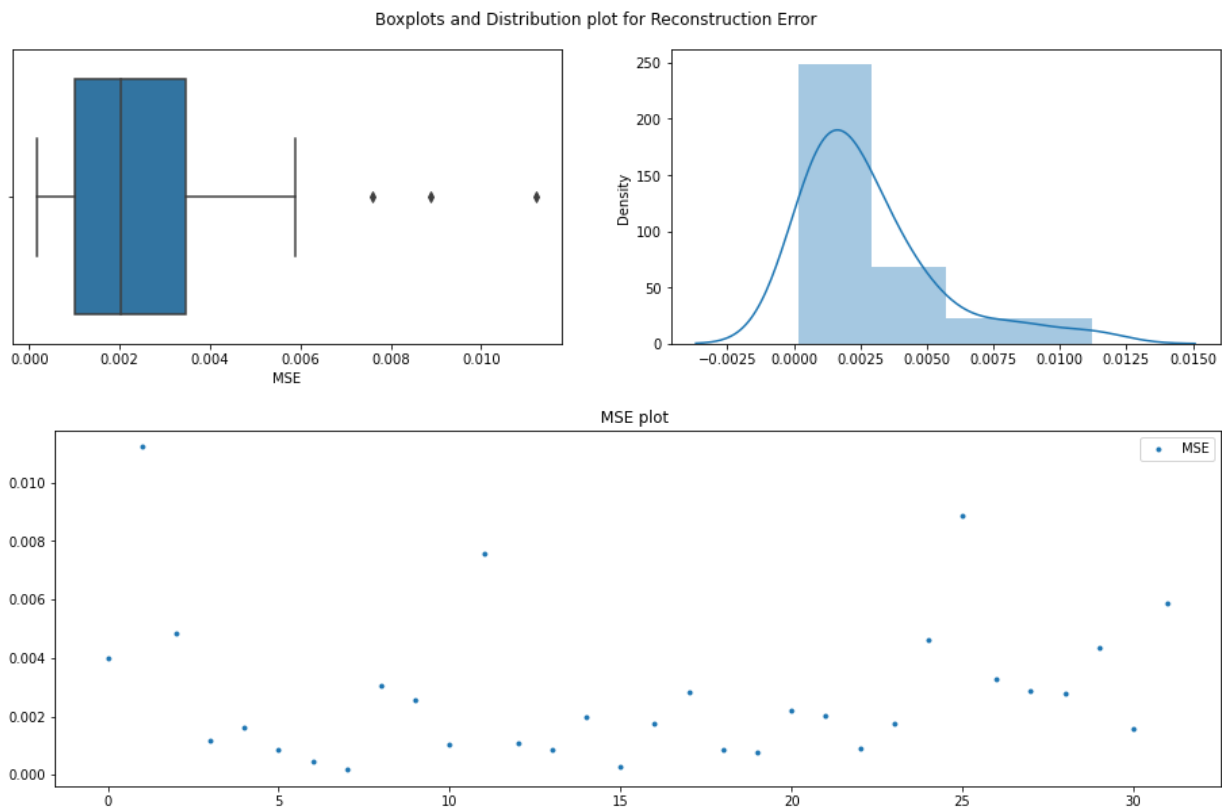 Boxplots and Distribution plot for Reconstruction Error
0.000 0.002 0.004 0.006 0.008 0.010
MSE
250
200
150
100
50
0
Density
−0.0025 0.0000 0.0025 0.0050 0.0075 0.0100 0.0125 0.0150
MSE plot
MSE
0.010
0.008
0.006
0.004
0.002
0.000
0 5 10 15 20 25 30